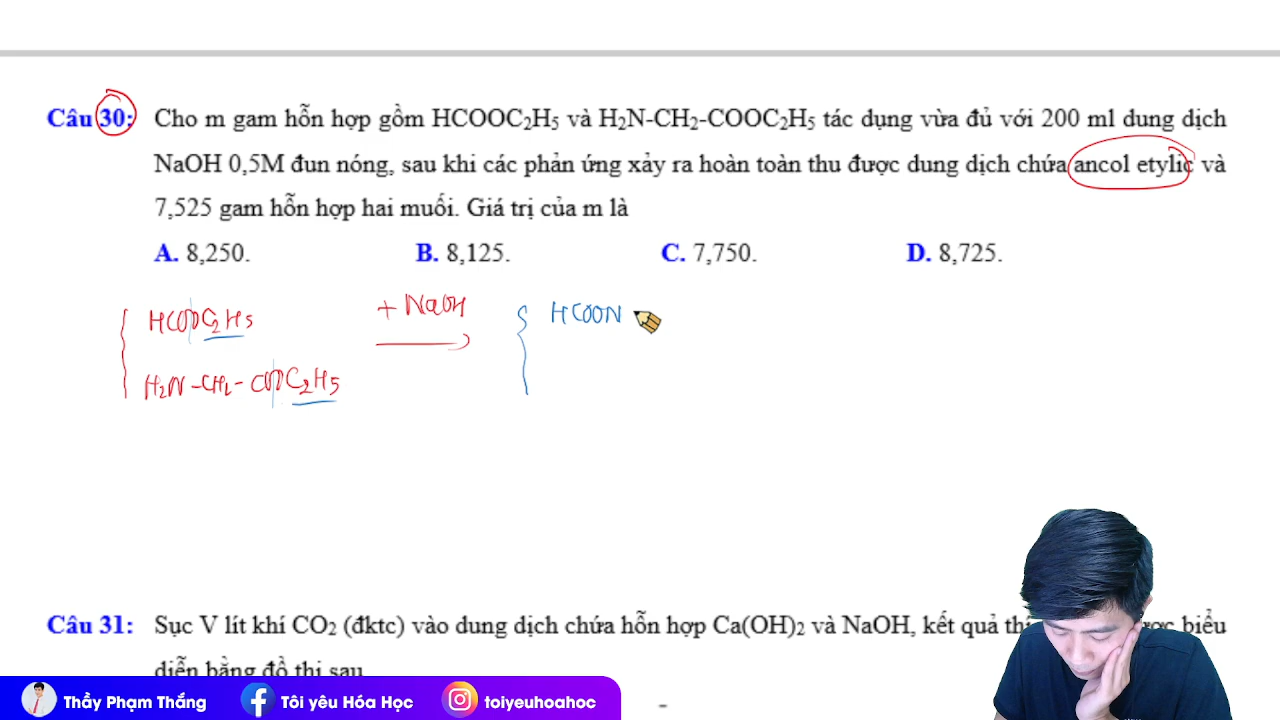 Câu 30: Cho m gam hỗn hợp gồm HCOOC₂H₅ và H₂N-CH₂-COOC₂H₅ tác dụng vừa đủ với 200 ml dung dịch
NaOH 0,5M đun nóng, sau khi các phản ứng xảy ra hoàn toàn thu được dung dịch chứa ancol etylic và
7,525 gam hỗn hợp hai muối. Giá trị của m là
A. 8,250. B. 8,125. C. 7,750. D. 8,725.
HCOOC₂H₅ + NaOH HCOON
H₂N-CH₂-COOC₂H₅
Câu 31: Sục V lít khí CO₂ (đktc) vào dung dịch chứa hỗn hợp Ca(OH)₂ và NaOH, kết quả biểu
diễn bằng đồ thị sau
Thầy Phạm Thắng Tôi yêu Hóa Học toiyeuhoahoc